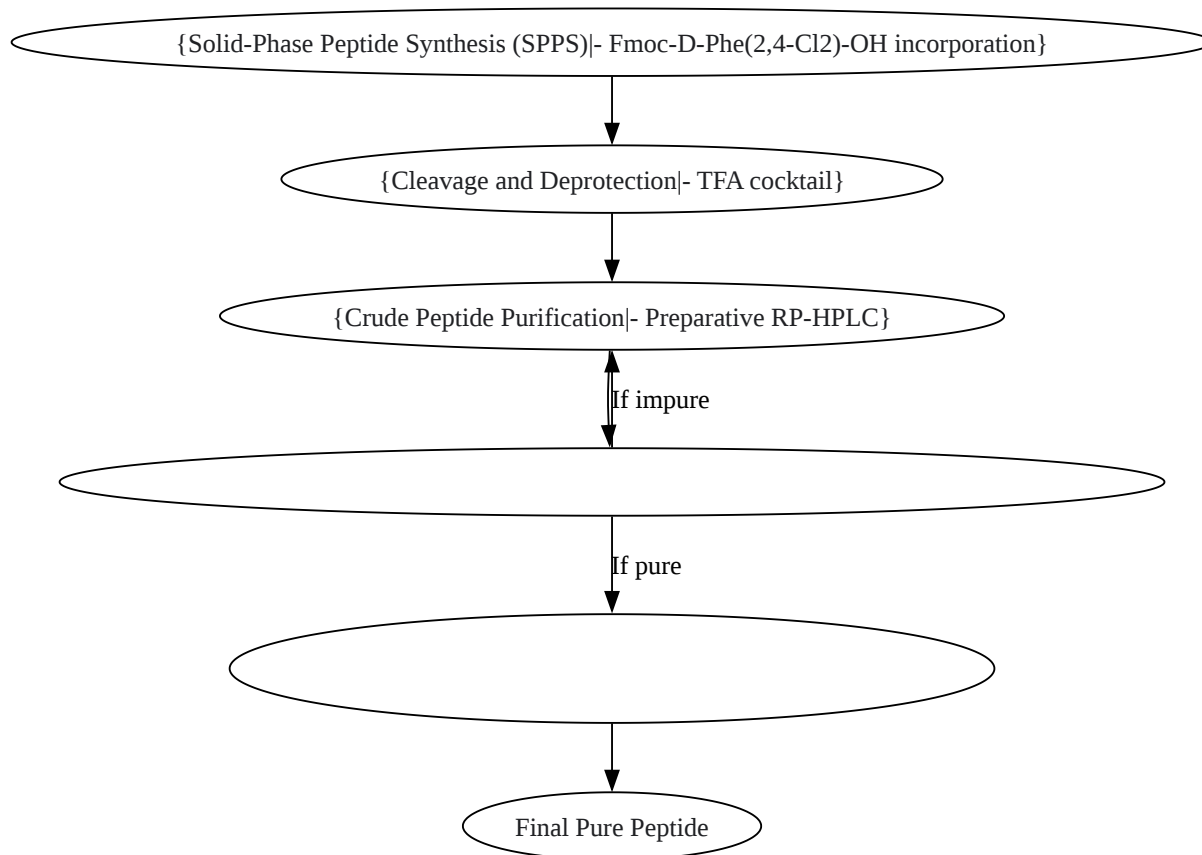 {Solid-Phase Peptide Synthesis (SPPS)|- Fmoc-D-Phe(2,4-Cl2)-OH incorporation}
{Cleavage and Deprotection|- TFA cocktail}
{Crude Peptide Purification|- Preparative RP-HPLC}
If impure
If pure
Final Pure Peptide